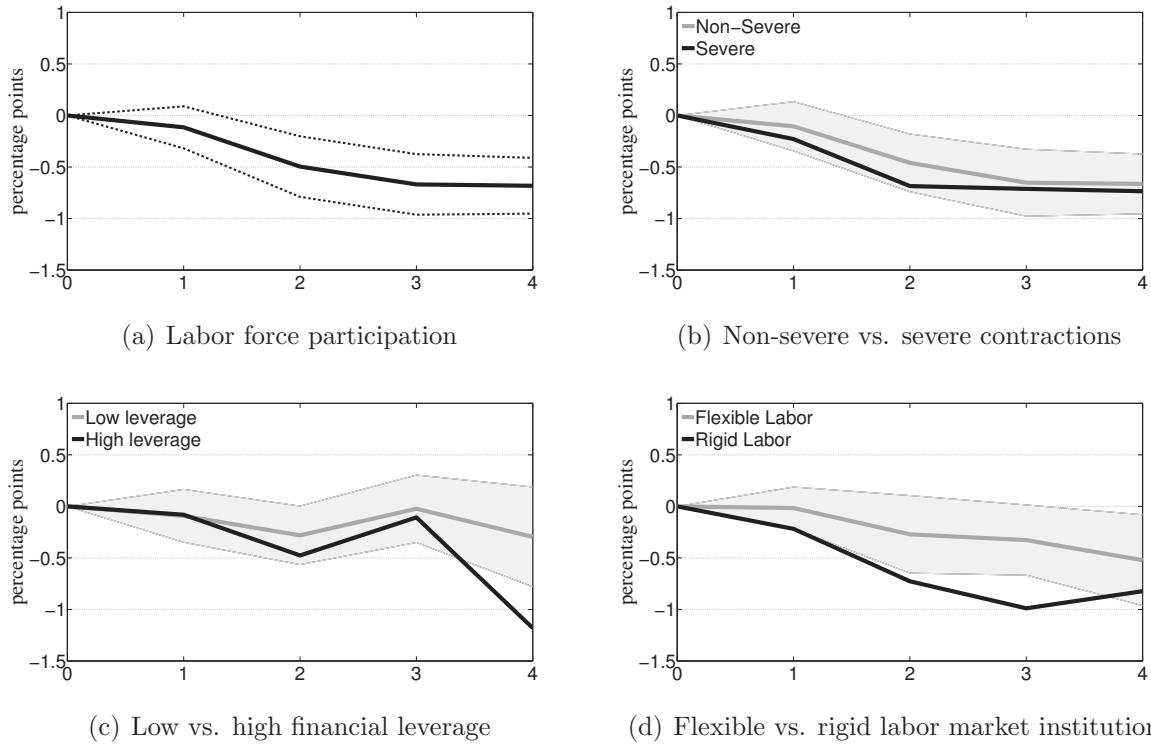 1
0.5
0
−0.5
−1
−1.5
percentage points
0 1 2 3 4
(a) Labor force participation
1
0.5
0
−0.5
−1
−1.5
percentage points
Non−Severe
Severe
0 1 2 3 4
(b) Non-severe vs. severe contractions
1
0.5
0
−0.5
−1
−1.5
percentage points
Low leverage
High leverage
0 1 2 3 4
(c) Low vs. high financial leverage
1
0.5
0
−0.5
−1
−1.5
percentage points
Flexible Labor
Rigid Labor
0 1 2 3 4
(d) Flexible vs. rigid labor market institution